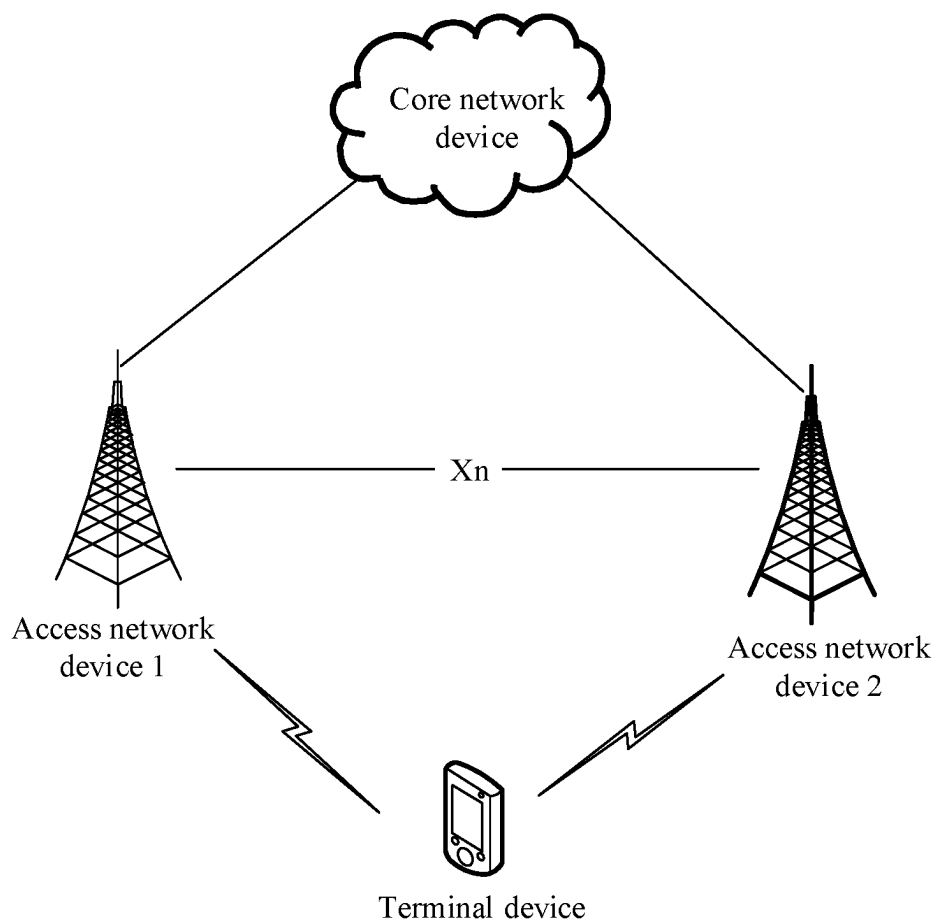 Core network
device
Xn
Access network
device 1
Access network
device 2
Terminal device